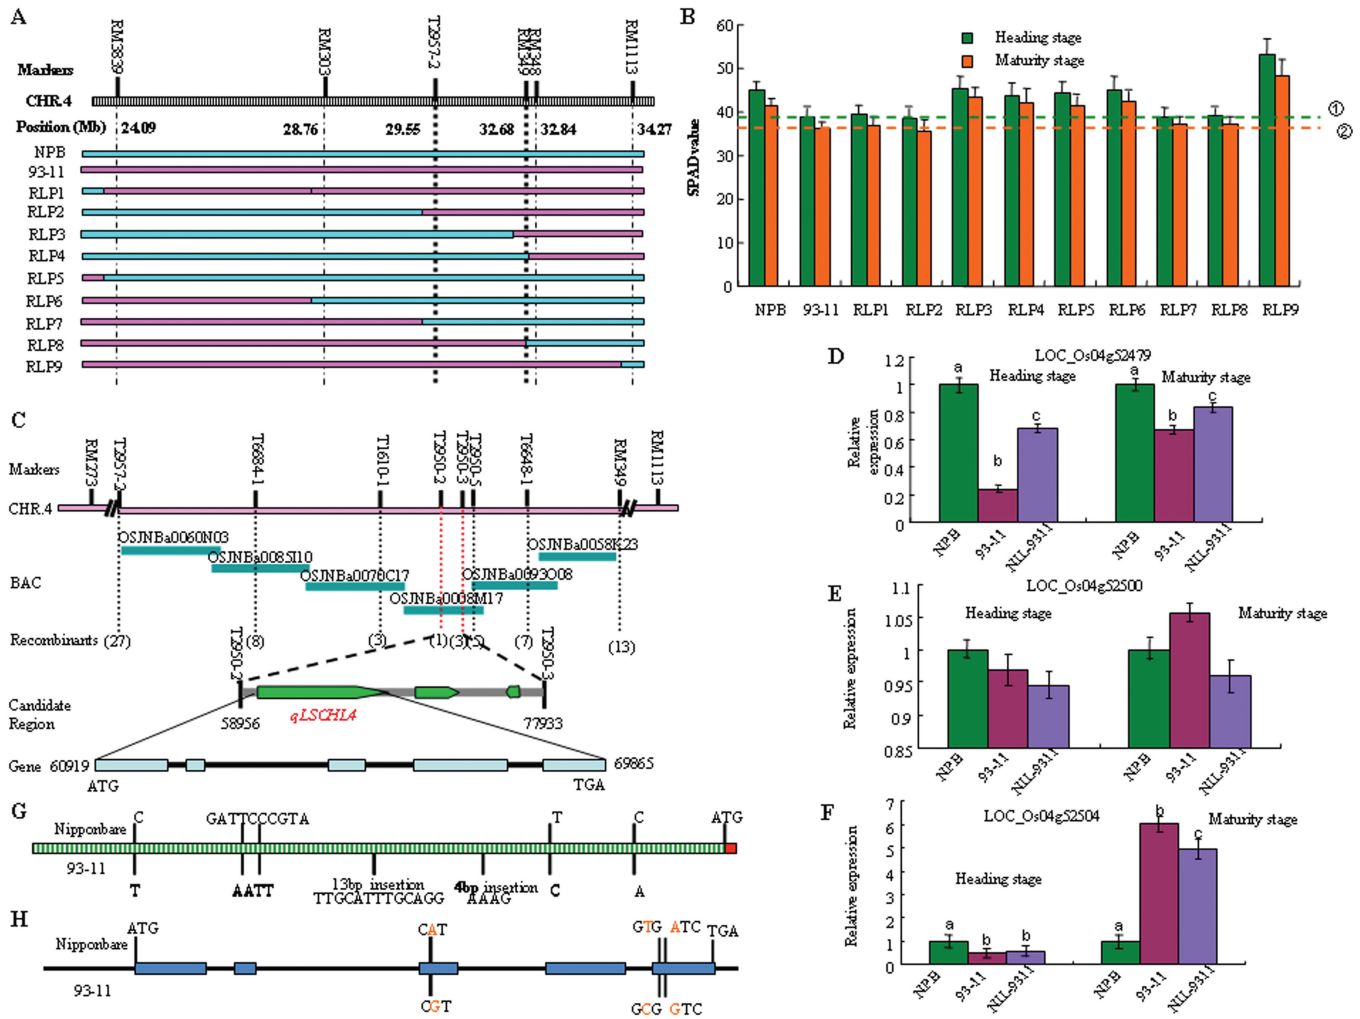 A
RM3839
RM303
T2957-2
RM349
RM348
RM1113
Markers
CHR.4
Position (Mb) 24.09 28.76 29.55 32.68 32.84 34.27
NPB
93-11
RLP1
RLP2
RLP3
RLP4
RLP5
RLP6
RLP7
RLP8
RLP9
B
60
50
40
30
20
10
0
SPAD value
Heading stage
Maturity stage
①
②
NPB 93-11 RLP1 RLP2 RLP3 RLP4 RLP5 RLP6 RLP7 RLP8 RLP9
C
RM273
T2957-2
T6684-1
T1610-1
T2950-2
T2950-3
T2950-5
T6648-1
RM349
RM1113
Markers
CHR.4
OSJNBa0060N03
OSJNBa0085I10
OSJNBa0070C17
OSJNBa0008M17
OSJNBa0093O08
OSJNBa0058K23
BAC
Recombinants (27) (8) (3) (1) (3) (5) (7) (13)
T2950-2
T2950-3
Candidate
Region
58956
qLSCHL4
77933
Gene 60919 69865
ATG TGA
D
LOC_Os04g52479
Heading stage Maturity stage
1.2
1
0.8
0.6
0.4
0.2
0
Relative
expression
a b c a b c
NPB 93-11 NIL-9311 NPB 93-11 NIL-9311
E
LOC_Os04g52500
Heading stage Maturity stage
1.1
1.05
1
0.95
0.9
0.85
Relative expression
NPB 93-11 NIL-9311 NPB 93-11 NIL-9311
F
LOC_Os04g52504
Maturity stage
Heading stage
7
6
5
4
3
2
1
0
Relative expression
a b b a b c
NPB 93-11 NIL-9311 NPB 93-11 NIL-9311
G
Nipponbare C GATTCCCGTA T C ATG
93-11
T AATT 13bp insertion 4bp insertion C A
TTGCATTTGCAGG AAAG
H
Nipponbare ATG CAT GTG ATC TGA
93-11 CGT GCG GTC